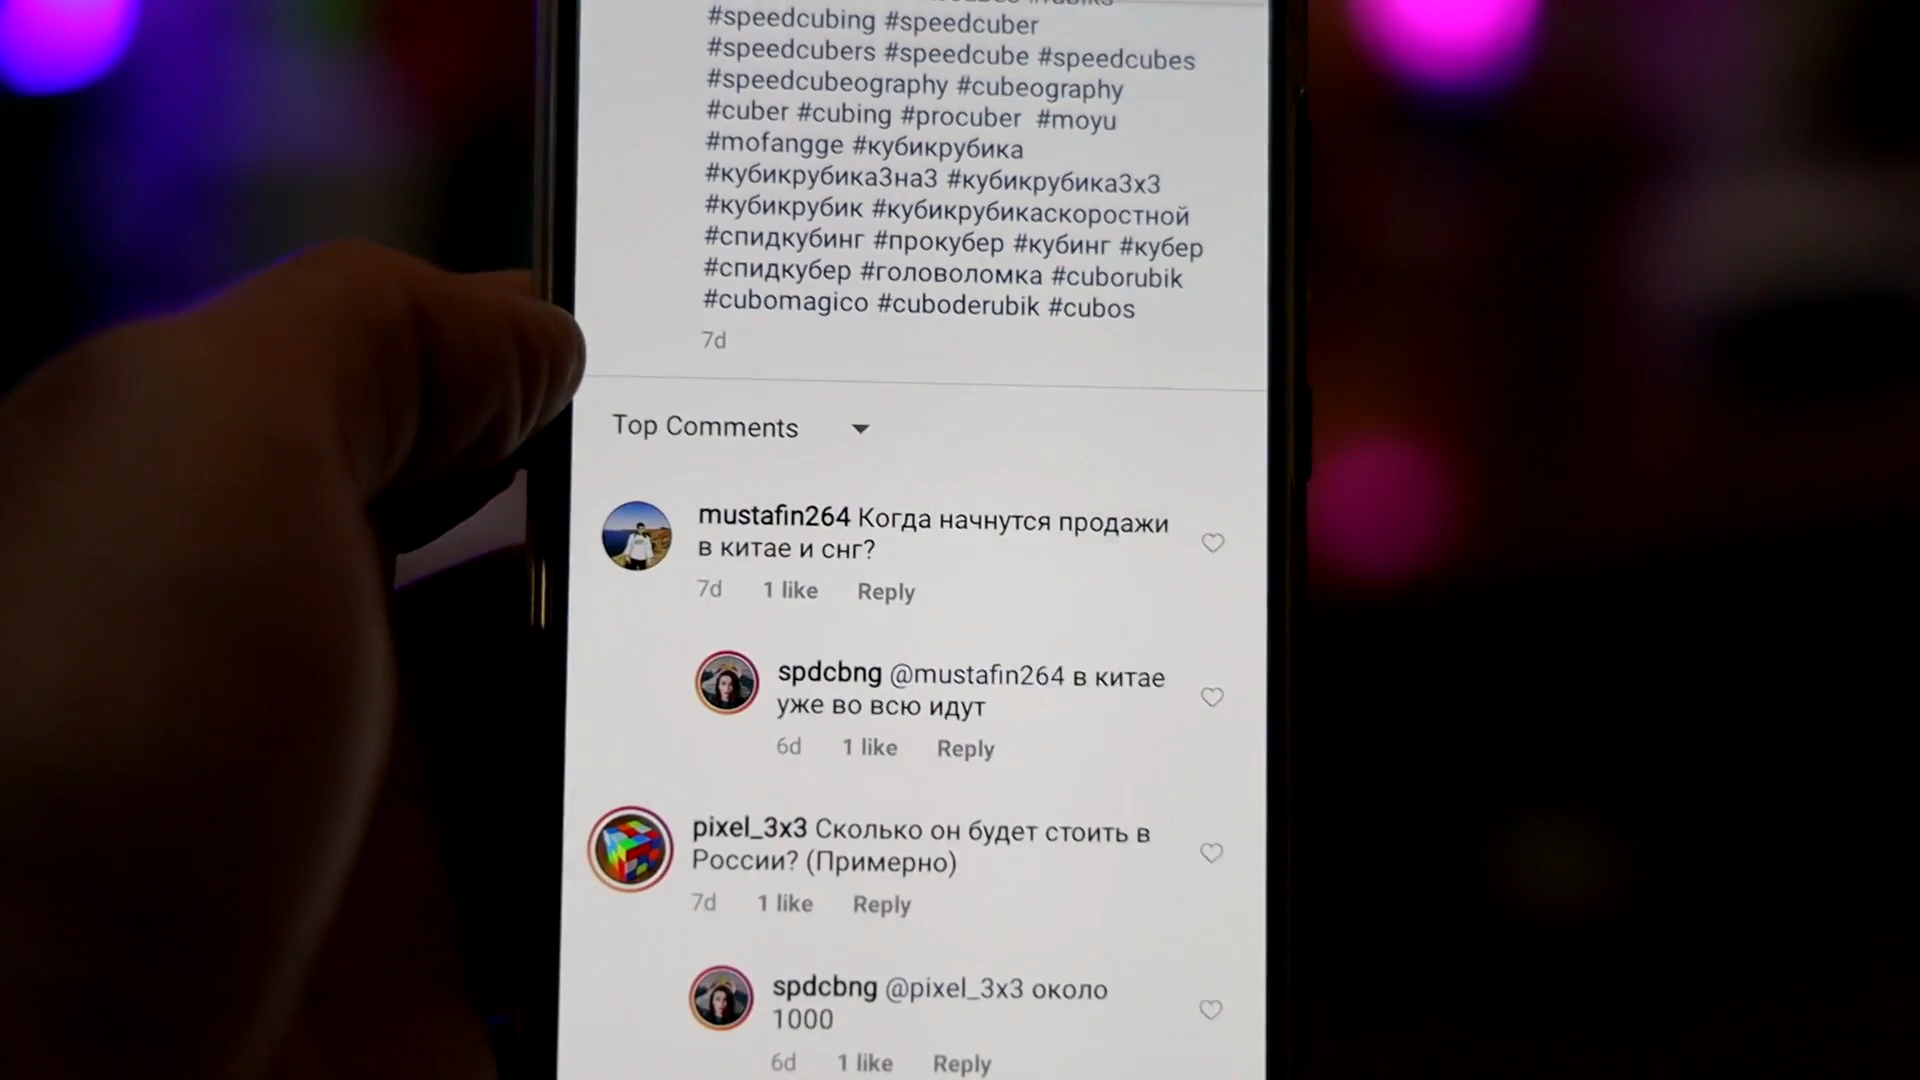 #speedcubing #speedcuber
#speedcubers #speedcube #speedcubes
#speedcubeography #cubeography
#cuber #cubing #procuber #moyu
#mofangge #кубикрубика
#кубикрубика3на3 #кубикрубика3х3
#кубикрубик #кубикрубикаскоростной
#спидкубинг #прокубер #кубинг #кубер
#спидкубер #головоломка #cuborubik
#cubomagico #cuboderubik #cubos
7d
Top Comments
mustafin264 Когда начнутся продажи
в китае и снг?
7d 1 like Reply
spdcbng @mustafin264 в китае
уже во всю идут
6d 1 like Reply
pixel_3x3 Сколько он будет стоить в
России? (Примерно)
7d 1 like Reply
spdcbng @pixel_3x3 около
1000
6d 1 like Reply